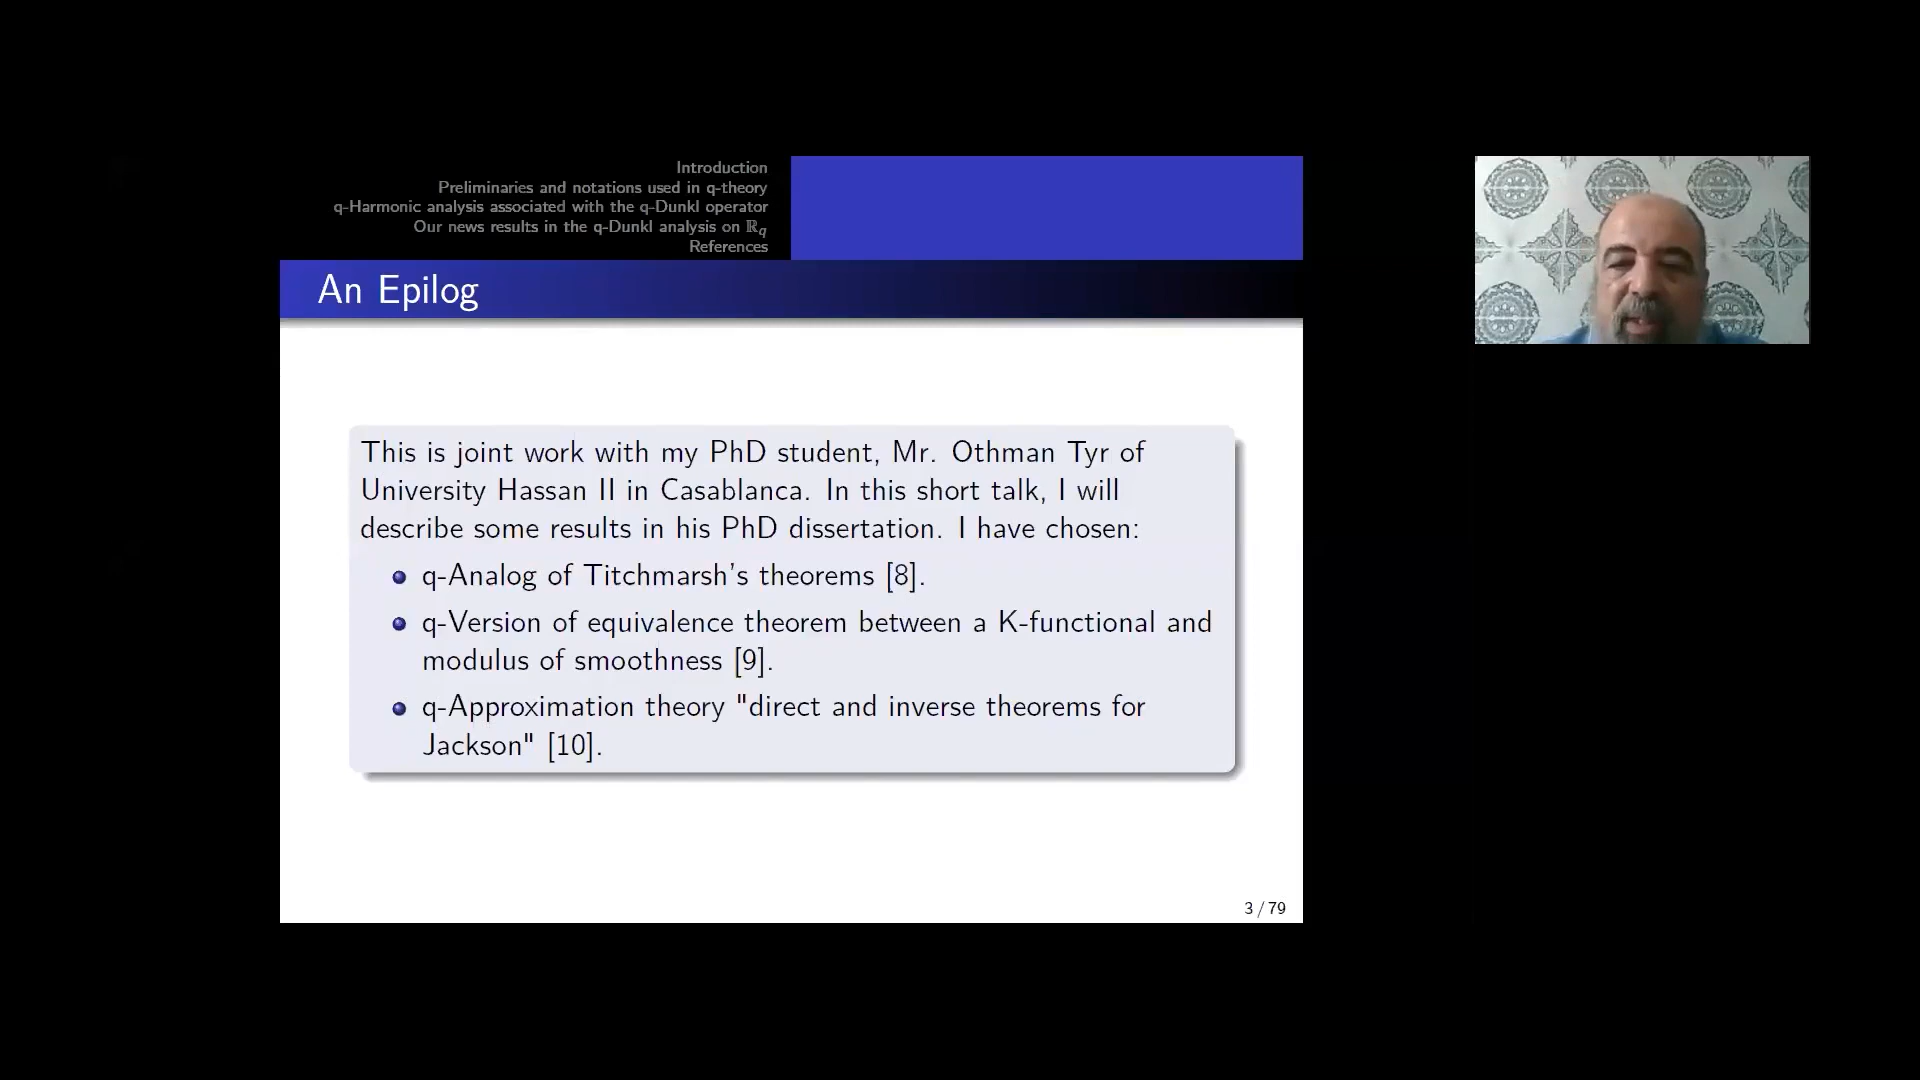 Introduction
Preliminaries and notations used in q-theory
q-Harmonic analysis associated with the q-Dunkl operator
Our news results in the q-Dunkl analysis on ℝq
References
An Epilog
This is joint work with my PhD student, Mr. Othman Tyr of
University Hassan II in Casablanca. In this short talk, I will
describe some results in his PhD dissertation. I have chosen:
q-Analog of Titchmarsh's theorems [8].
q-Version of equivalence theorem between a K-functional and
modulus of smoothness [9].
q-Approximation theory "direct and inverse theorems for
Jackson" [10].
3 / 79